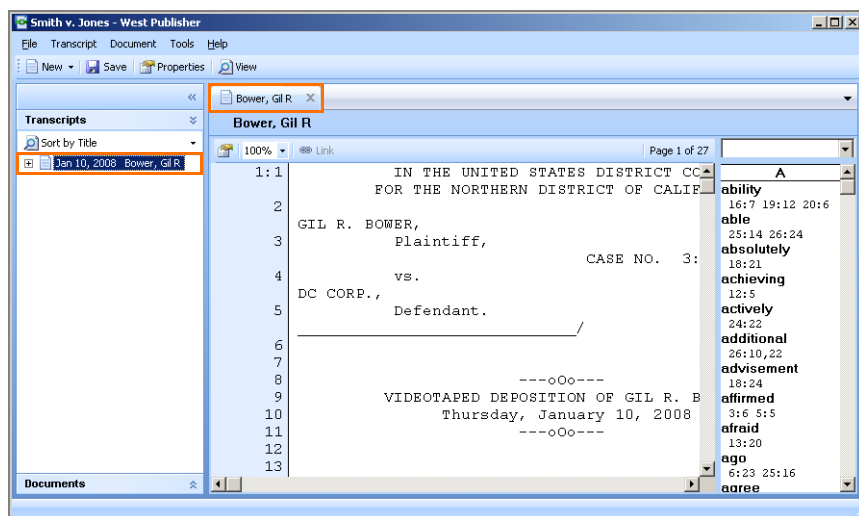 Smith v. Jones - West Publisher
File Transcript Document Tools Help
New Save Properties View
Bower, Gil R
Transcripts
Bower, Gil R
Sort by Title
100% Link Page 1 of 27
Jan 10, 2008 Bower, Gil R
1:1 IN THE UNITED STATES DISTRICT CO
FOR THE NORTHERN DISTRICT OF CALIF
2
GIL R. BOWER,
3 Plaintiff,
CASE NO. 3:
4 vs.
DC CORP.,
5 Defendant.
/
6
7
8 ---oOo---
9 VIDEOTAPED DEPOSITION OF GIL R. B
10 Thursday, January 10, 2008
11 ---oOo---
12
13
A
ability
16:7 19:12 20:6
able
25:14 26:24
absolutely
18:21
achieving
12:5
actively
24:22
additional
26:10,22
advisement
18:24
affirmed
3:6 5:5
afraid
13:20
ago
6:23 25:16
agree
Documents